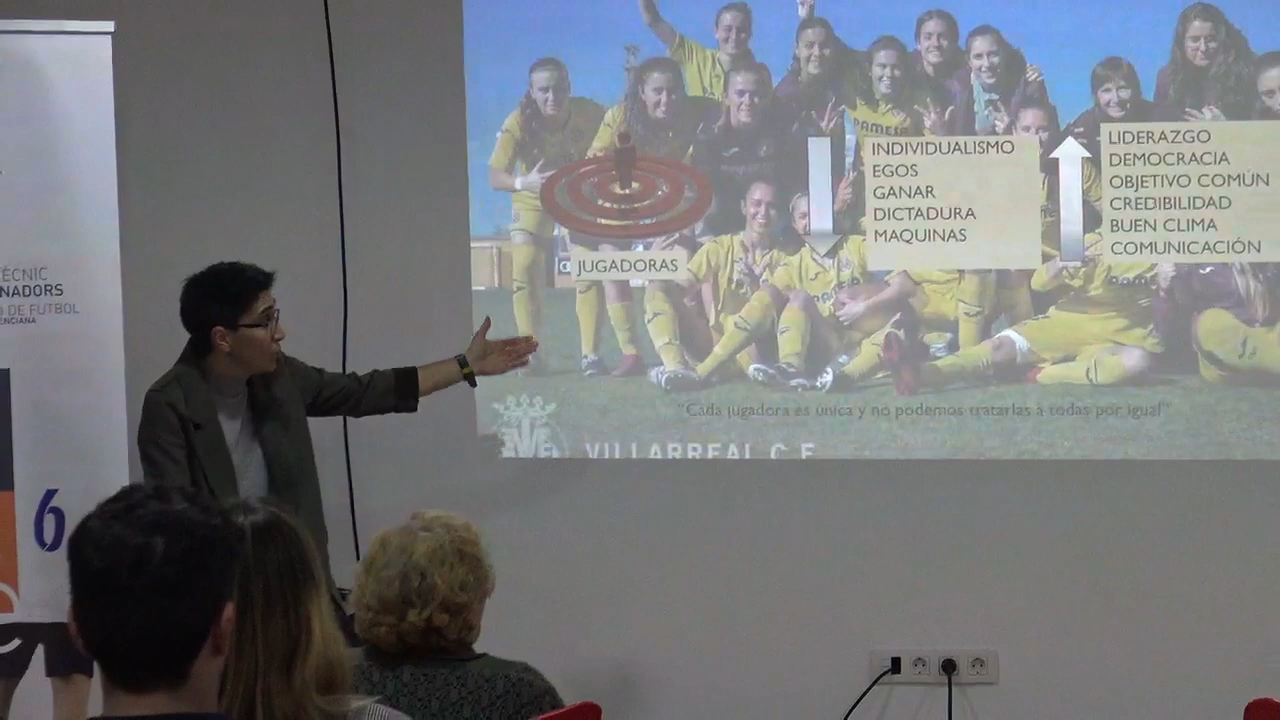 ÈCNIC
NADORS
O DE FUTBOL
ENCIANA
6
PAMESA
INDIVIDUALISMO
EGOS
GANAR
DICTADURA
MAQUINAS
LIDERAZGO
DEMOCRACIA
OBJETIVO COMÚN
CREDIBILIDAD
BUEN CLIMA
COMUNICACIÓN
JUGADORAS
"Cada jugadora es única y no podemos tratarlas a todas por igual"
VILLARREAL C.F.